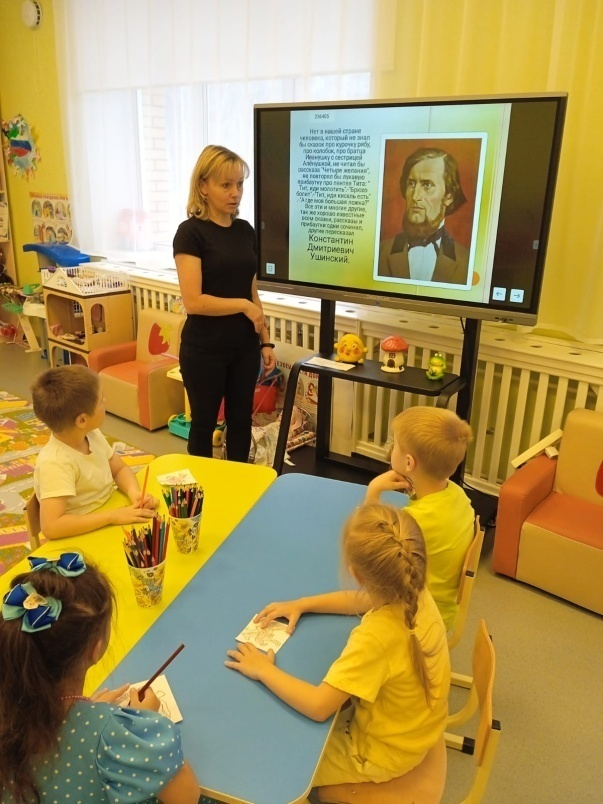 216405
Нет в нашей стране
человека, который не знал
бы сказок про курочку рябу,
про колобок, про братца
Иванушку с сестрицей
Алёнушкой, не читал бы
рассказа "Четыре желания",
не повторял бы лукавую
прибаутку про лентяя Тита: "
Тит, иди молотить"-"Брюхо
болит"-"Тит, иди кисель есть"
-"А где моя большая ложка?"
Все эти и многие другие,
так же хорошо известные
всем сказки, рассказы и
прибаутки одни сочинил,
другие пересказал
Константин
Дмитриевич
Ушинский.